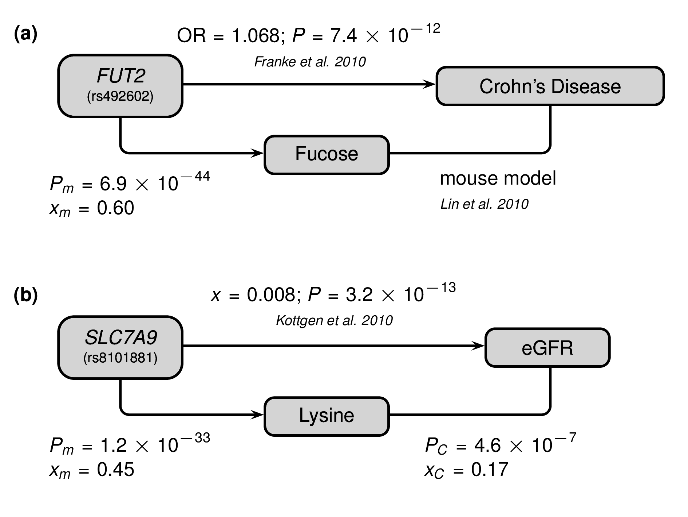 (a)
OR = 1.068; P = 7.4 × 10⁻¹²
Franke et al. 2010
FUT2
(rs492602)
Crohn's Disease
Fucose
Pm = 6.9 × 10⁻⁴⁴
xm = 0.60
mouse model
Lin et al. 2010
(b)
x = 0.008; P = 3.2 × 10⁻¹³
Kottgen et al. 2010
SLC7A9
(rs8101881)
eGFR
Lysine
Pm = 1.2 × 10⁻³³
xm = 0.45
PC = 4.6 × 10⁻⁷
xC = 0.17